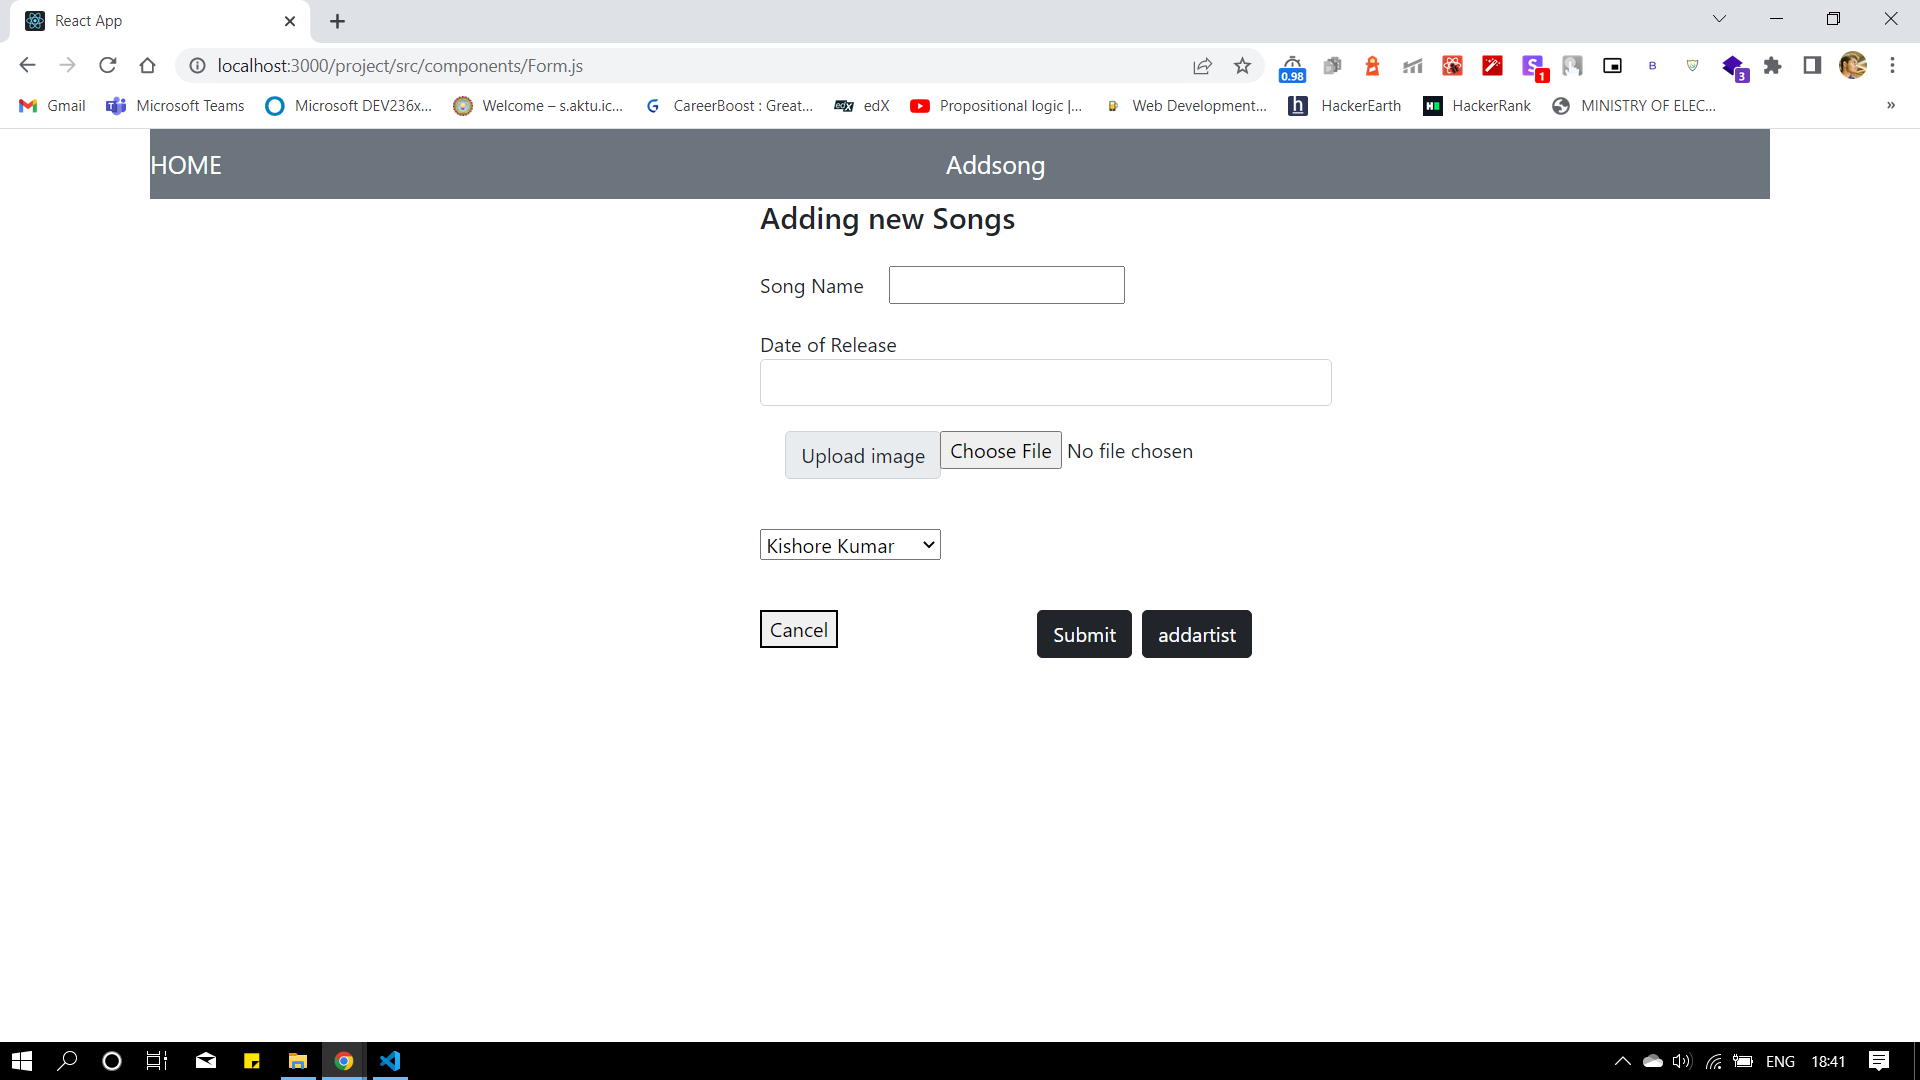 React App
localhost:3000/project/src/components/Form.js
0.98
1
B
3
Gmail
Microsoft Teams
Microsoft DEV236x...
Welcome – s.aktu.ic...
CareerBoost : Great...
edX
Propositional logic |...
Web Development...
HackerEarth
HackerRank
MINISTRY OF ELEC...
»
HOME
Addsong
Adding new Songs
Song Name
Date of Release
Upload image
Choose File
No file chosen
Kishore Kumar
Cancel
Submit
addartist
ENG
18:41